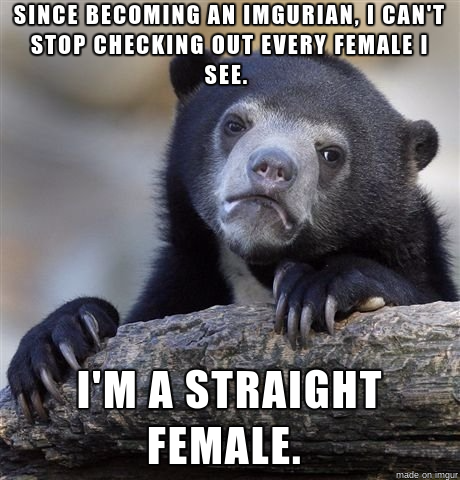 SINCE BECOMING AN IMGURIAN, I CAN'T
STOP CHECKING OUT EVERY FEMALE I
SEE.
I'M A STRAIGHT
FEMALE.
made on imgur